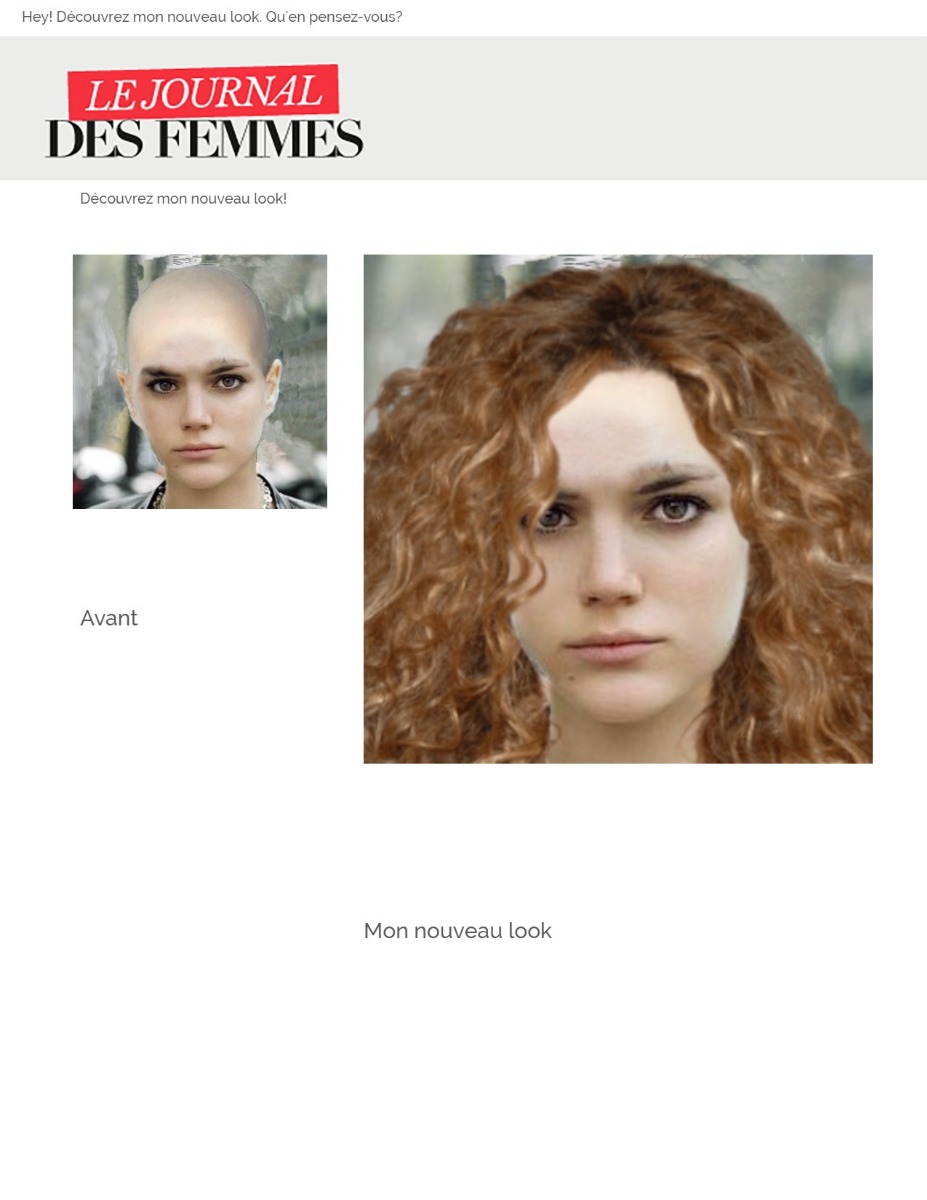 Hey! Découvrez mon nouveau look. Qu'en pensez-vous?
LE JOURNAL
DES FEMMES
Découvrez mon nouveau look!
Avant
Mon nouveau look